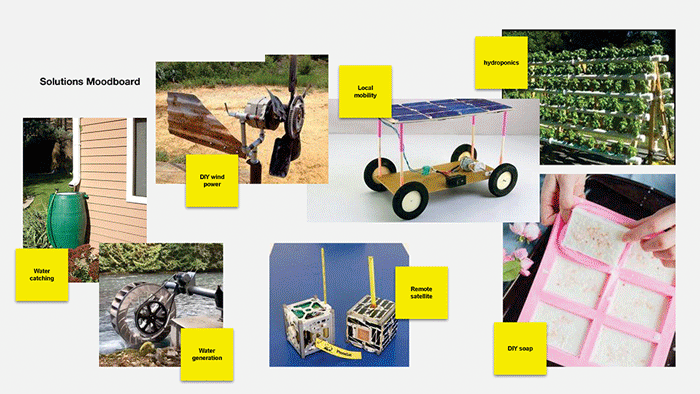 Solutions Moodboard
hydroponics
Local
mobility
DIY wind
power
Water
catching
Remote
satellite
Water
generation
DIY soap